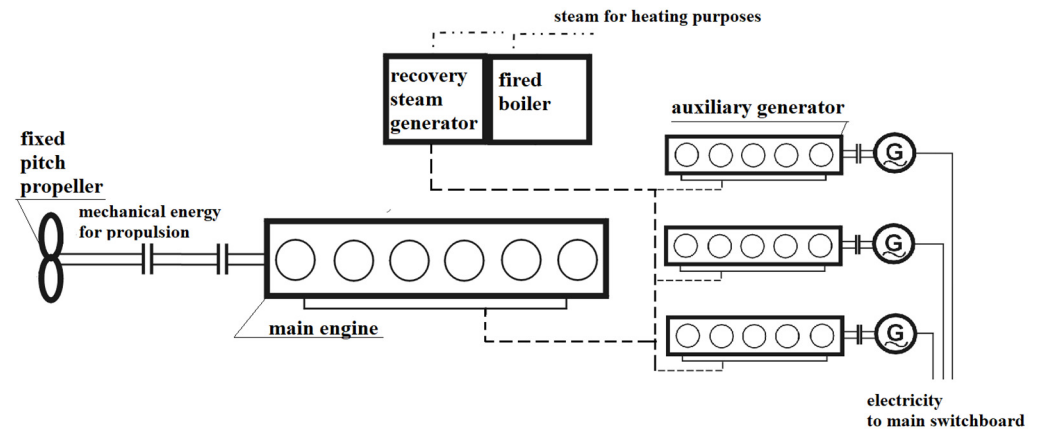 steam for heating purposes
recovery
steam
generator
fired
boiler
auxiliary generator
fixed
pitch
propeller
mechanical energy
for propulsion
main engine
G
G
G
electricity
to main switchboard